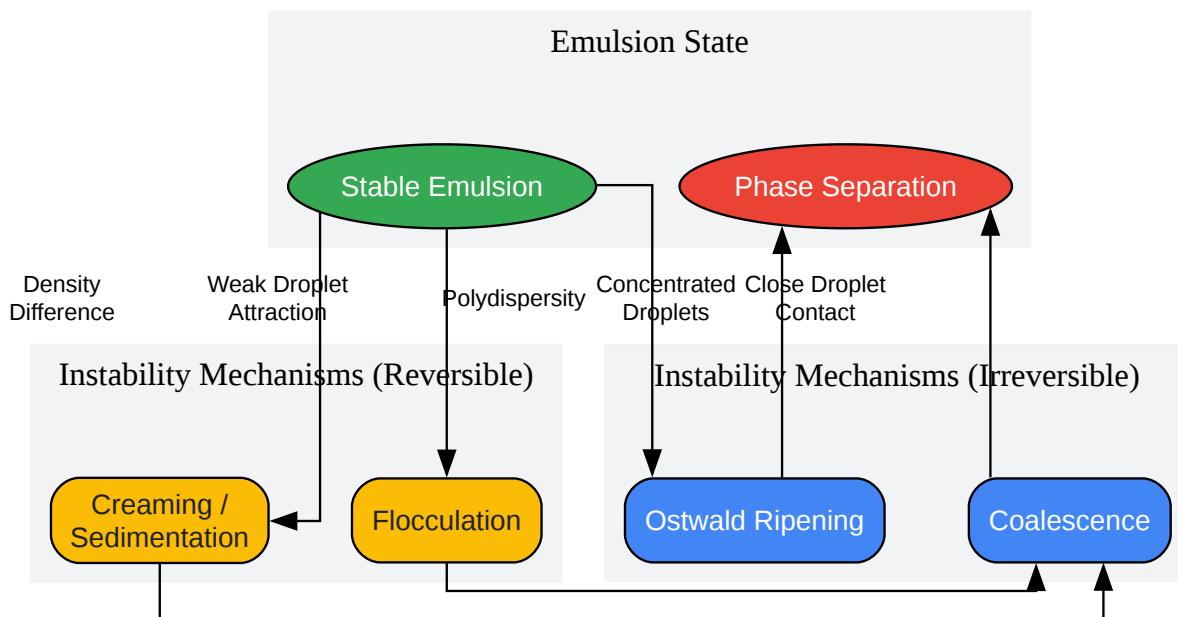 Emulsion State
Stable Emulsion
Phase Separation
Density
Difference
Weak Droplet
Attraction
Polydispersity
Concentrated
Droplets
Close Droplet
Contact
Instability Mechanisms (Reversible)
Instability Mechanisms (Irreversible)
Creaming /
Sedimentation
Flocculation
Ostwald Ripening
Coalescence